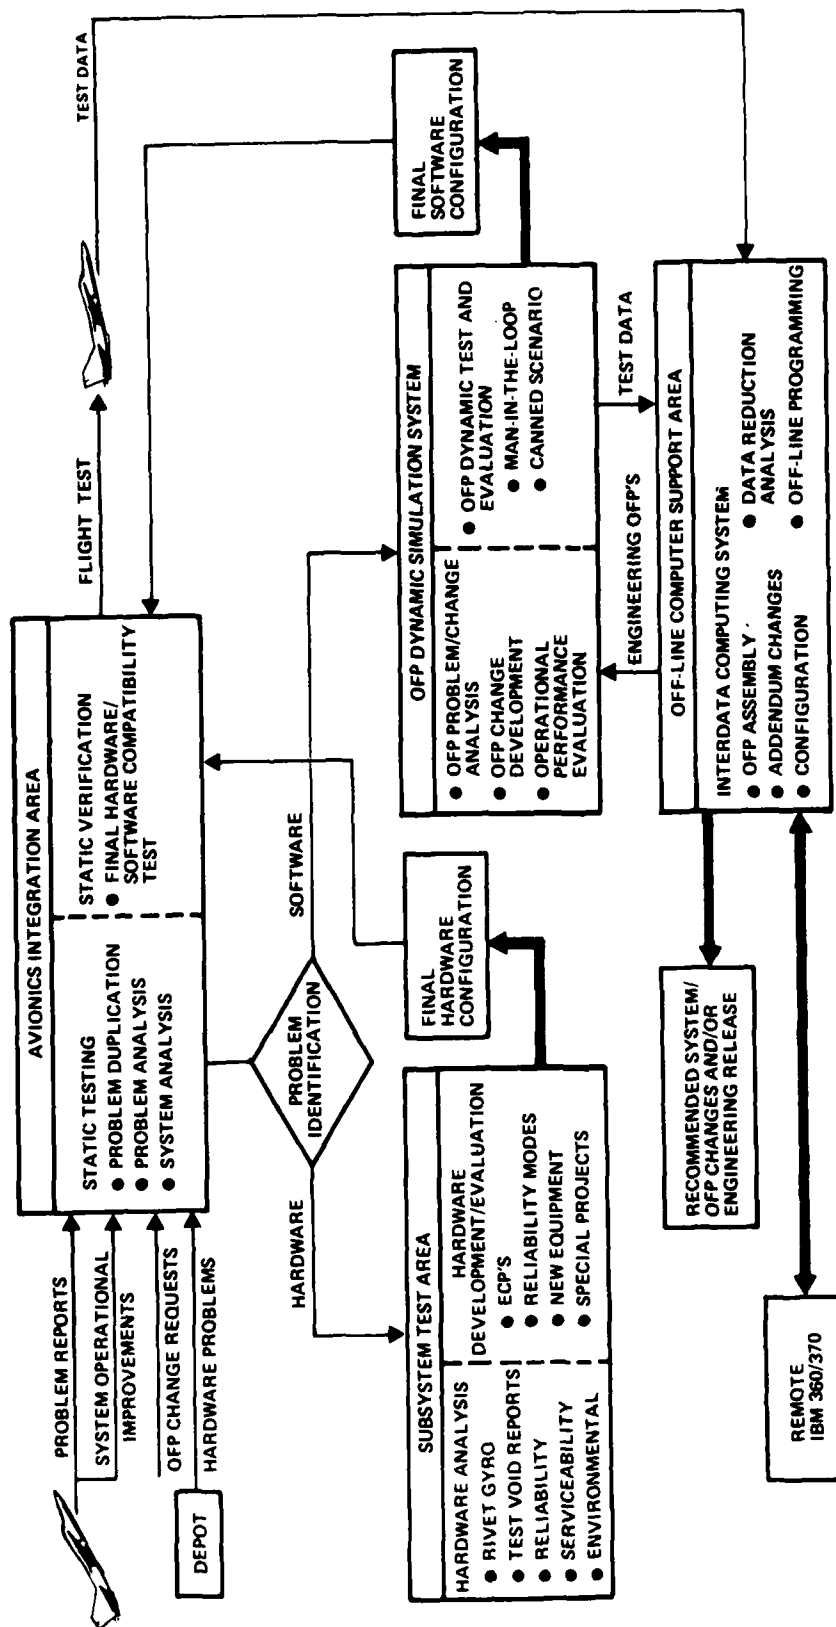 PROBLEM REPORTS
SYSTEM OPERATIONAL
IMPROVEMENTS
OFP CHANGE REQUESTS
HARDWARE PROBLEMS
DEPOT
AVIONICS INTEGRATION AREA
STATIC TESTING
● PROBLEM DUPLICATION
● PROBLEM ANALYSIS
● SYSTEM ANALYSIS
STATIC VERIFICATION
● FINAL HARDWARE/
SOFTWARE COMPATIBILITY
TEST
FLIGHT TEST
TEST DATA
PROBLEM
IDENTIFICATION
HARDWARE
SOFTWARE
SUBSYSTEM TEST AREA
HARDWARE ANALYSIS
● RIVET GYRO
● TEST VOID REPORTS
● RELIABILITY
● SERVICEABILITY
● ENVIRONMENTAL
HARDWARE
DEVELOPMENT/EVALUATION
● ECP'S
● RELIABILITY MODES
● NEW EQUIPMENT
● SPECIAL PROJECTS
FINAL
HARDWARE
CONFIGURATION
OFP DYNAMIC SIMULATION SYSTEM
● OFP PROBLEM/CHANGE
ANALYSIS
● OFP CHANGE
DEVELOPMENT
● OPERATIONAL
PERFORMANCE
EVALUATION
● OFP DYNAMIC TEST AND
EVALUATION
● MAN-IN-THE-LOOP
● CANNED SCENARIO
FINAL
SOFTWARE
CONFIGURATION
ENGINEERING OFP'S
TEST DATA
OFF-LINE COMPUTER SUPPORT AREA
INTERDATA COMPUTING SYSTEM
● OFP ASSEMBLY
● ADDENDUM CHANGES
● CONFIGURATION
● DATA REDUCTION
ANALYSIS
● OFF-LINE PROGRAMMING
RECOMMENDED SYSTEM/
OFP CHANGES AND/OR
ENGINEERING RELEASE
REMOTE
IBM 360/370